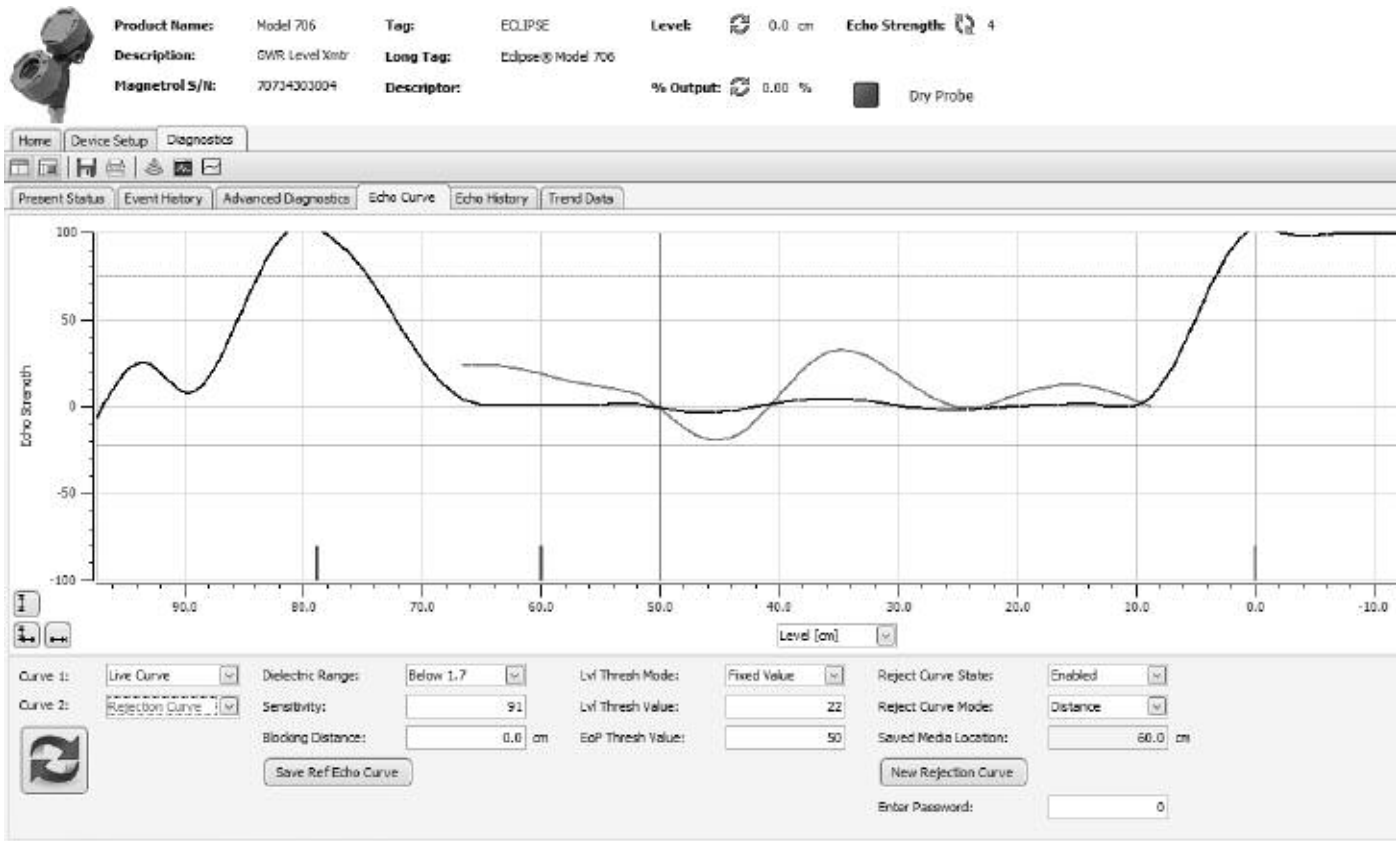 Product Name: Model 706 Tag: ECLIPSE Level: 0.0 cm Echo Strength: 4
Description: GWR Level Xmtr Long Tag: Eclipse® Model 706
Magnetrol S/N: 70734303004 Descriptor: % Output: 0.00 % Dry Probe
Home Device Setup Diagnostics
Present Status Event History Advanced Diagnostics Echo Curve Echo History Trend Data
100
50
Echo Strength
0
-50
-100
90.0 80.0 70.0 60.0 50.0 40.0 30.0 20.0 10.0 0.0 -10.0
Level [cm]
Curve 1: Live Curve Dielectric Range: Below 1.7 Lvl Thresh Mode: Fixed Value Reject Curve State: Enabled
Curve 2: Rejection Curve Sensitivity: 91 Lvl Thresh Value: 22 Reject Curve Mode: Distance
Blocking Distance: 0.0 cm EoP Thresh Value: 50 Saved Media Location: 60.0 cm
Save Ref Echo Curve New Rejection Curve
Enter Password: 0